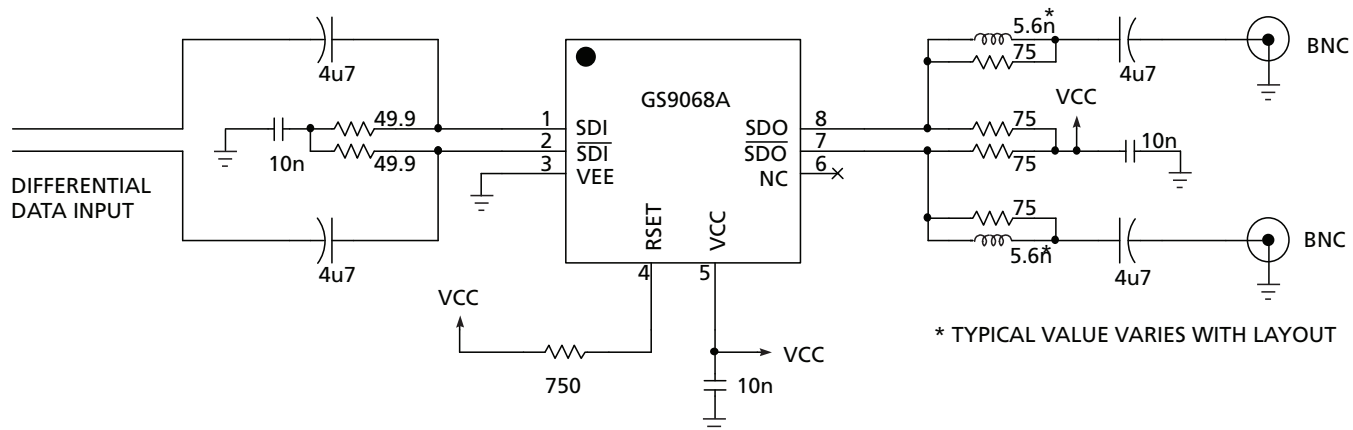 5.6n*
75
4u7
BNC
4u7
GS9068A
VCC
49.9
10n
49.9
1
SDI
2
SDI
3
VEE
8
SDO
7
SDO
6
NC
75
75
10n
DIFFERENTIAL
DATA INPUT
RSET
VCC
4
5
75
5.6n*
4u7
BNC
4u7
VCC
750
VCC
10n
* TYPICAL VALUE VARIES WITH LAYOUT